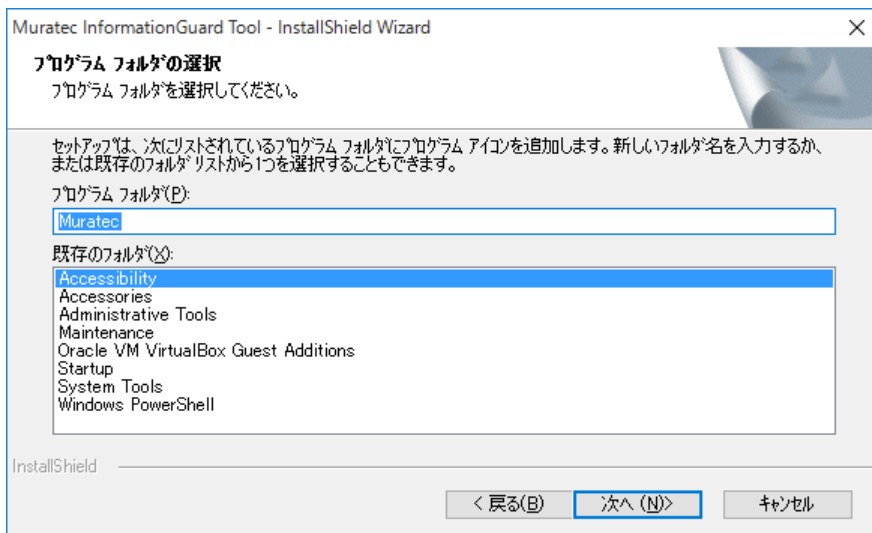 Muratec InformationGuard Tool - InstallShield Wizard
プログラム フォルダの選択
プログラム フォルダを選択してください。
セットアップは、次にリストされているプログラム フォルダにプログラム アイコンを追加します。新しいフォルダ名を入力するか、
または既存のフォルダ リストから1つを選択することもできます。
プログラム フォルダ(P):
Muratec
既存のフォルダ(X):
Accessibility
Accessories
Administrative Tools
Maintenance
Oracle VM VirtualBox Guest Additions
Startup
System Tools
Windows PowerShell
InstallShield
< 戻る(B)
次へ (N)>
キャンセル